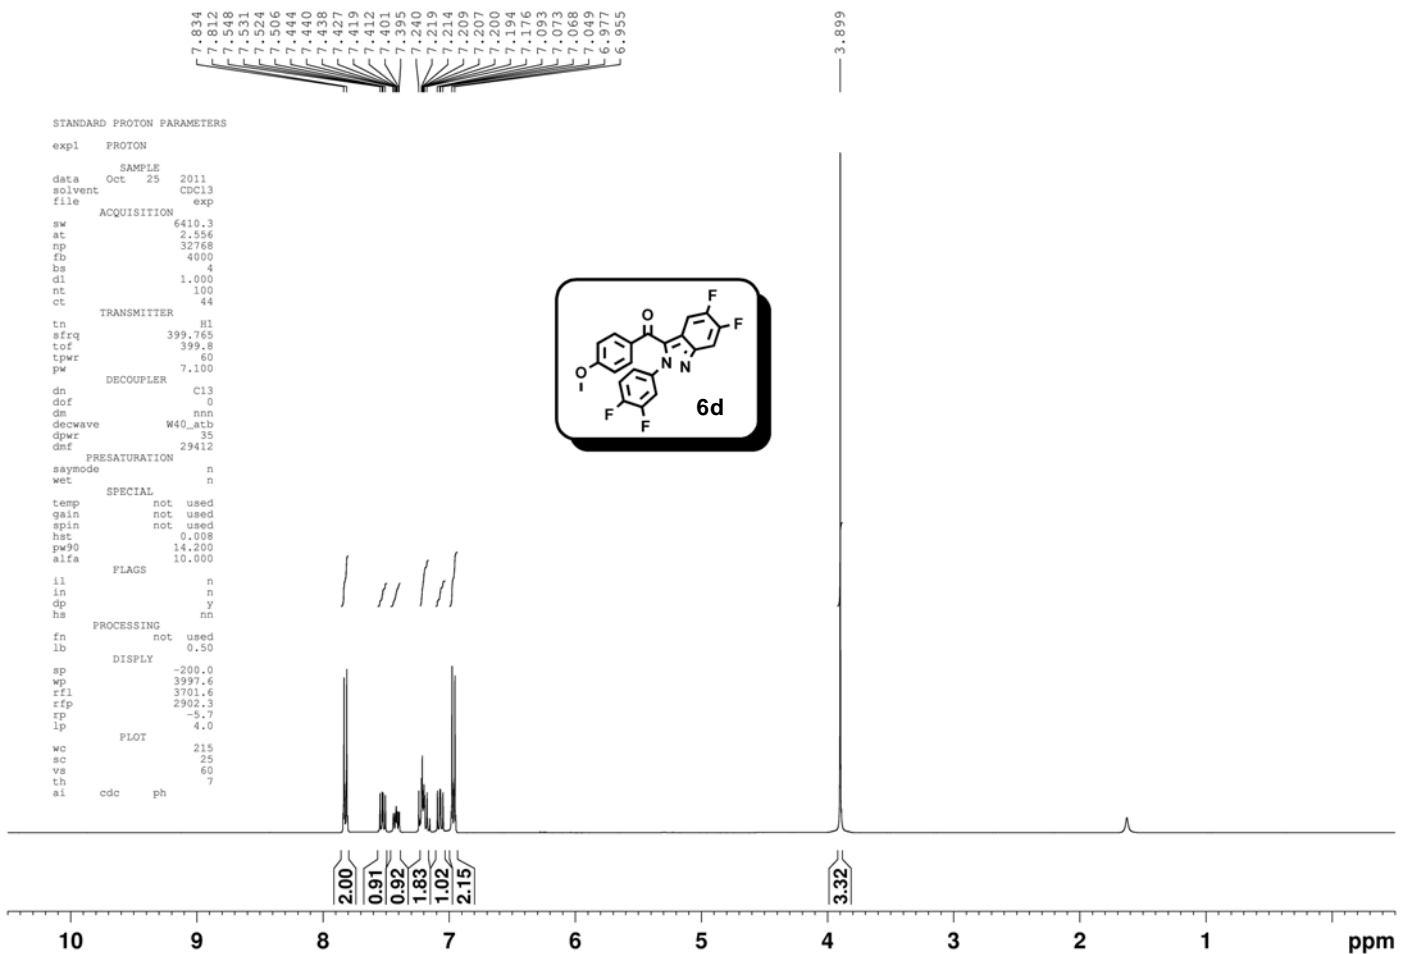 7.834
7.812
7.548
7.531
7.524
7.506
7.444
7.440
7.438
7.427
7.419
7.412
7.401
7.395
7.240
7.219
7.214
7.209
7.207
7.200
7.194
7.176
7.093
7.073
7.068
7.049
6.977
6.955
3.899
STANDARD PROTON PARAMETERS
exp1 PROTON
SAMPLE
data Oct 25 2011
solvent CDCl3
file exp
ACQUISITION
sw 6410.3
at 2.556
np 32768
fb 4000
bs 4
d1 1.000
nt 100
ct 44
TRANSMITTER
tn H1
sfrq 399.765
tof 399.8
tpwr 60
pw 7.100
DECOUPLER
dn C13
dof 0
dm nnn
decwave W40_atb
dpwr 35
dmf 29412
PRESATURATION
saymode n
wet n
SPECIAL
temp not used
gain not used
spin not used
hst 0.008
pw90 14.200
alfa 10.000
FLAGS
il n
in n
dp y
hs nn
PROCESSING
fn not used
lb 0.50
DISPLY
sp -200.0
wp 3997.6
rfl 3701.6
rfp 2902.3
rp -5.7
lp 4.0
PLOT
wc 215
sc 25
vs 60
th 7
ai cdc ph
F
O
F
N N
O
F
F
6d
2.00
0.91
0.92
1.83
1.02
2.15
3.32
10 9 8 7 6 5 4 3 2 1 ppm